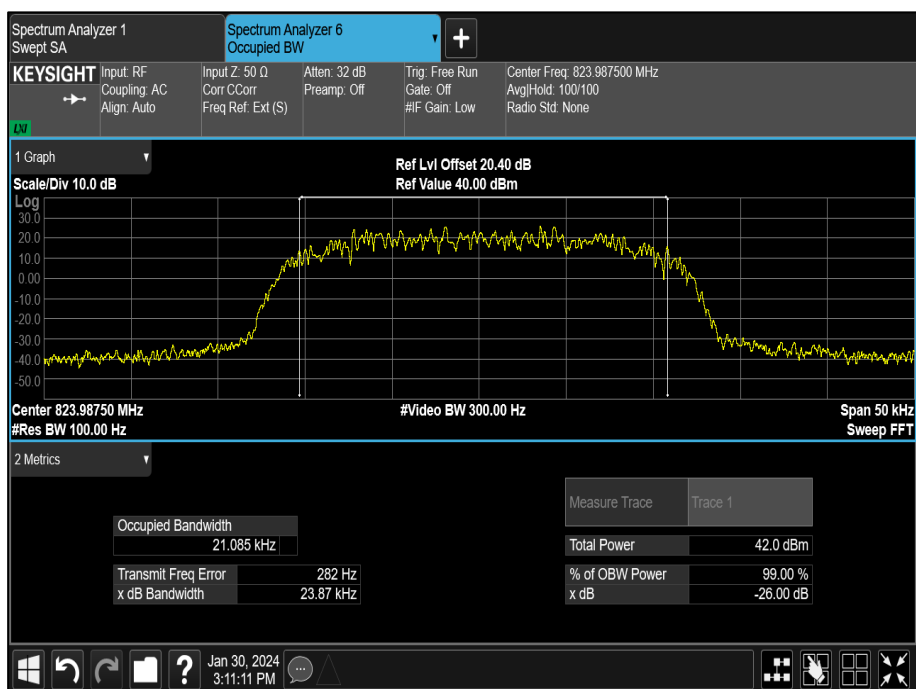 Spectrum Analyzer 1
Swept SA
Spectrum Analyzer 6
Occupied BW
+
KEYSIGHT
Input: RF
Coupling: AC
Align: Auto
Input Z: 50 Ω
Corr CCorr
Freq Ref: Ext (S)
Atten: 32 dB
Preamp: Off
Trig: Free Run
Gate: Off
#IF Gain: Low
Center Freq: 823.987500 MHz
Avg|Hold: 100/100
Radio Std: None
LXI
1 Graph
Scale/Div 10.0 dB
Ref Lvl Offset 20.40 dB
Ref Value 40.00 dBm
Log
30.0
20.0
10.0
0.00
-10.0
-20.0
-30.0
-40.0
-50.0
Center 823.98750 MHz
#Res BW 100.00 Hz
#Video BW 300.00 Hz
Span 50 kHz
Sweep FFT
2 Metrics
Occupied Bandwidth
21.085 kHz
Transmit Freq Error 282 Hz
x dB Bandwidth 23.87 kHz
Measure Trace Trace 1
Total Power 42.0 dBm
% of OBW Power 99.00 %
x dB -26.00 dB
?
Jan 30, 2024
3:11:11 PM